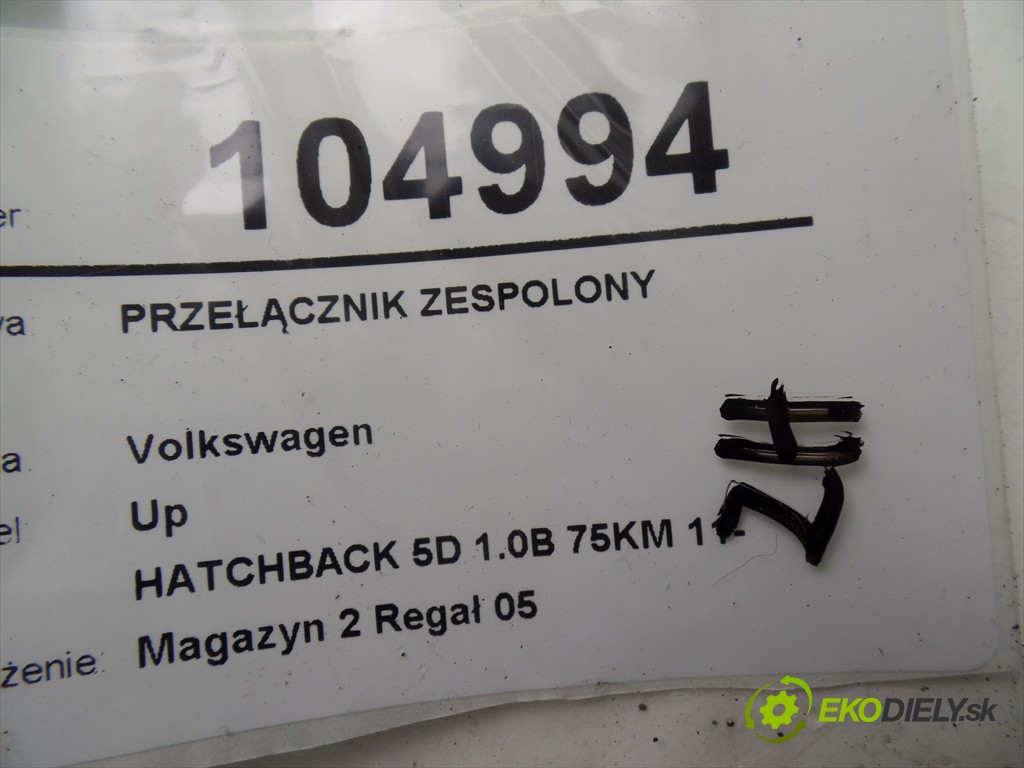 104994
er:
PRZEŁĄCZNIK ZESPOLONY
Volkswagen
Up
el
HATCHBACK 5D 1.0B 75KM 11-
żenie: Magazyn 2 Regał 05
EKODIELY.sk